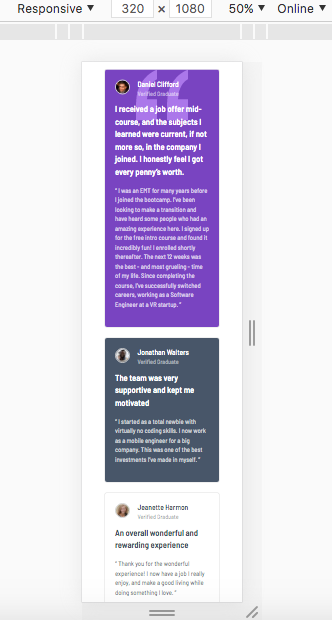 Responsive ▼ 320 × 1080 50% ▼ Online ▼
Daniel Clifford
Verified Graduate
I received a job offer mid-
course, and the subjects I
learned were current, if not
more so, in the company I
joined. I honestly feel I got
every penny's worth.
“ I was an EMT for many years before
I joined the bootcamp. I've been
looking to make a transition and
have heard some people who had an
amazing experience here. I signed up
for the free intro course and found it
incredibly fun! I enrolled shortly
thereafter. The next 12 weeks was
the best - and most grueling - time
of my life. Since completing the
course, I've successfully switched
careers, working as a Software
Engineer at a VR startup. ”
Jonathan Walters
Verified Graduate
The team was very
supportive and kept me
motivated
“ I started as a total newbie with
virtually no coding skills. I now work
as a mobile engineer for a big
company. This was one of the best
investments I've made in myself. ”
Jeanette Harmon
Verified Graduate
An overall wonderful and
rewarding experience
“ Thank you for the wonderful
experience! I now have a job I really
enjoy, and make a good living while
doing something I love. ”